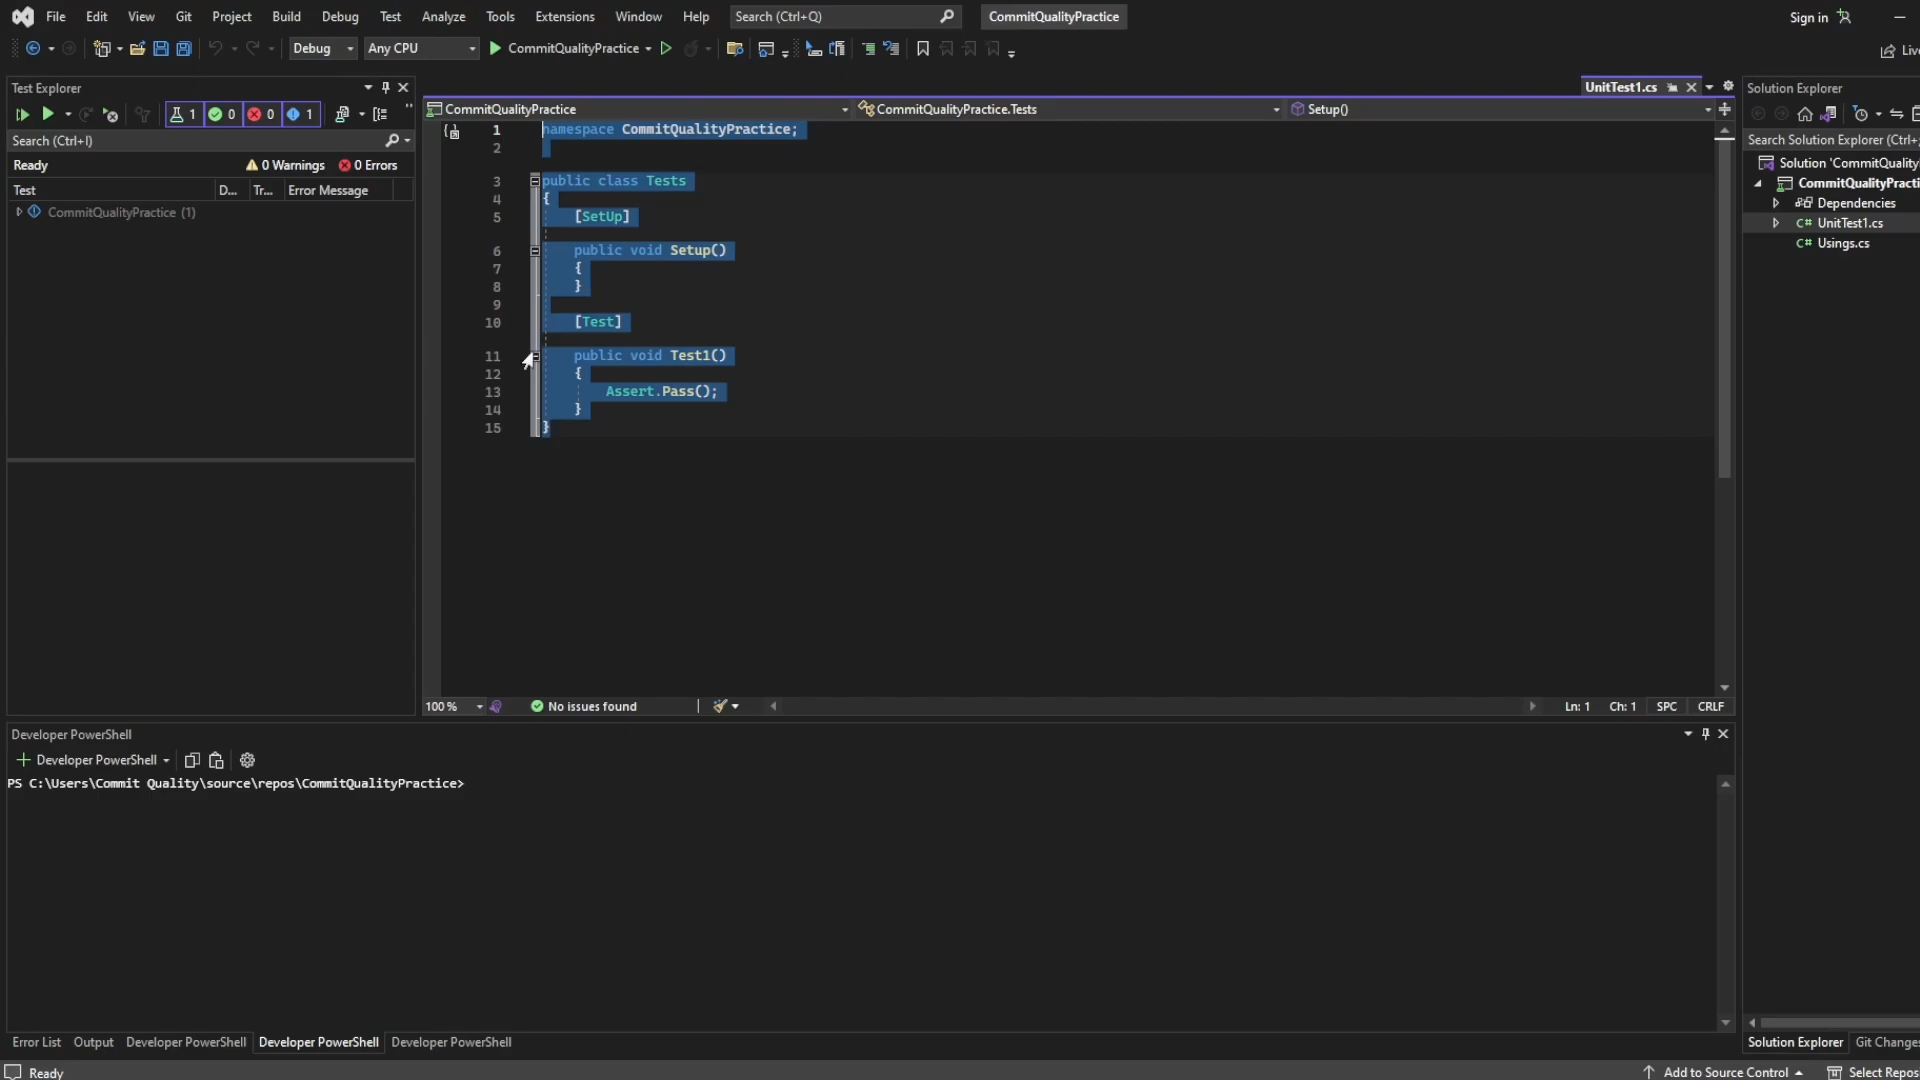 File Edit View Git Project Build Debug Test Analyze Tools Extensions Window Help Search (Ctrl+Q) CommitQualityPractice Sign in
Debug Any CPU CommitQualityPractice Live
Test Explorer
1 0 0 1
Search (Ctrl+I)
Ready 0 Warnings 0 Errors
Test D... Tr... Error Message
CommitQualityPractice (1)
UnitTest1.cs
CommitQualityPractice CommitQualityPractice.Tests Setup()
1 namespace CommitQualityPractice;
2
3 public class Tests
4 {
5 [SetUp]
6 public void Setup()
7 {
8 }
9
10 [Test]
11 public void Test1()
12 {
13 Assert.Pass();
14 }
15 }
100 % No issues found Ln: 1 Ch: 1 SPC CRLF
Solution Explorer
Search Solution Explorer (Ctrl+;
Solution 'CommitQuality
CommitQualityPracti
Dependencies
C# UnitTest1.cs
C# Usings.cs
Developer PowerShell
Developer PowerShell
PS C:\Users\Commit Quality\source\repos\CommitQualityPractice>
Error List Output Developer PowerShell Developer PowerShell Developer PowerShell
Solution Explorer Git Changes
Ready Add to Source Control Select Repos